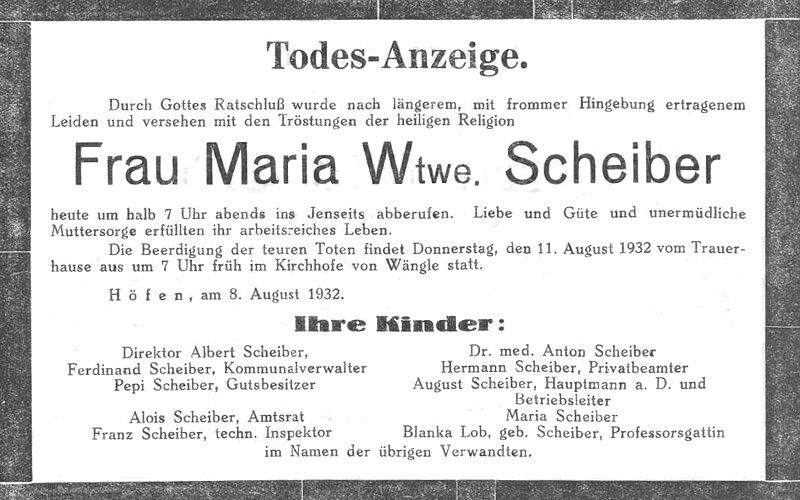 Todes-Anzeige.
Durch Gottes Ratschluß wurde nach längerem, mit frommer Hingebung ertragenem
Leiden und versehen mit den Tröstungen der heiligen Religion
Frau Maria Wtwe. Scheiber
heute um halb 7 Uhr abends ins Jenseits abberufen. Liebe und Güte und unermüdliche
Muttersorge erfüllten ihr arbeitsreiches Leben.
Die Beerdigung der teuren Toten findet Donnerstag, den 11. August 1932 vom Trauer-
hause aus um 7 Uhr früh im Kirchhofe von Wängle statt.
Höfen, am 8. August 1932.
Ihre Kinder:
Direktor Albert Scheiber,
Ferdinand Scheiber, Kommunalverwalter
Pepi Scheiber, Gutsbesitzer
Alois Scheiber, Amtsrat
Franz Scheiber, techn. Inspektor
Dr. med. Anton Scheiber
Hermann Scheiber, Privatbeamter
August Scheiber, Hauptmann a. D. und
Betriebsleiter
Maria Scheiber
Blanka Lob, geb. Scheiber, Professorsgattin
im Namen der übrigen Verwandten.